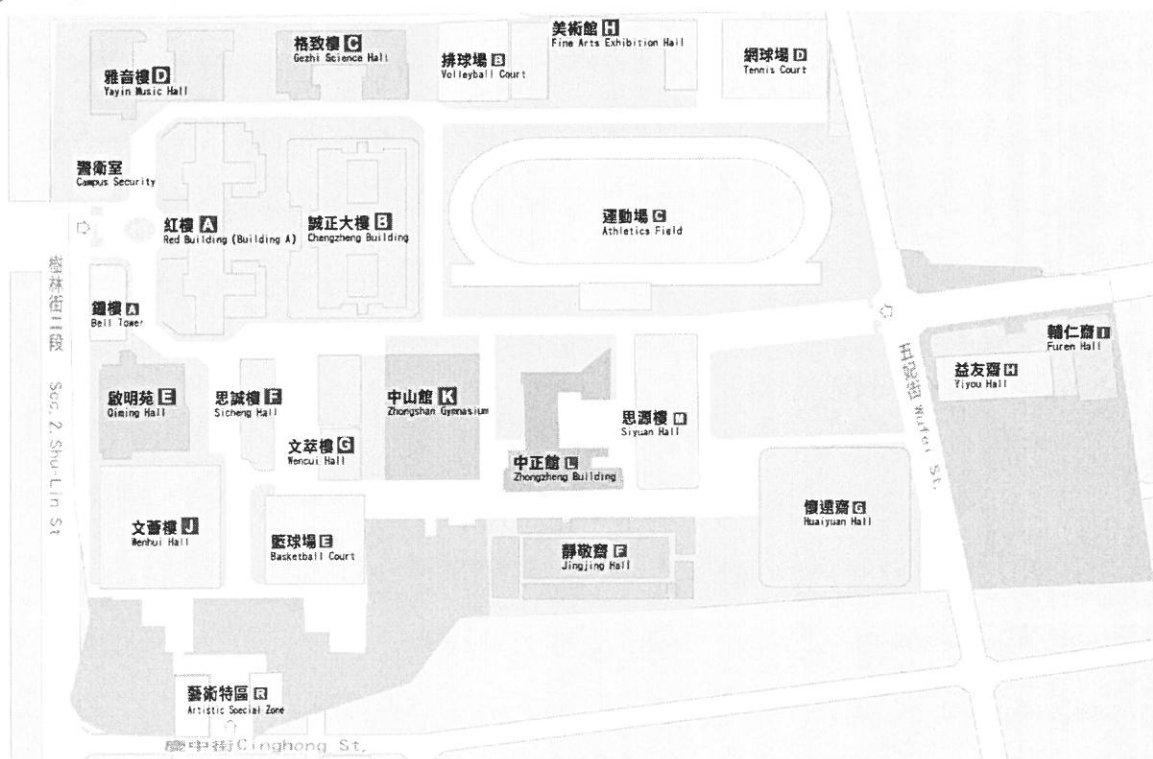 美術館 H
Fine Arts Exhibition Hall
格致樓 C
Gezhi Science Hall
排球場 B
Volleyball Court
網球場 D
Tennis Court
雅音樓 D
Yayin Music Hall
警衛室
Campus Security
紅樓 A
Red Building (Building A)
誠正大樓 B
Chengzheng Building
運動場 C
Athletics Field
樹林街二段 Sec. 2 Shu-Lin St
鐘樓 A
Bell Tower
啟明苑 E
Qiming Hall
思誠樓 F
Sicheng Hall
文萃樓 G
Wencui Hall
中山館 K
Zhongshan Gymnasium
中正館 L
Zhongzheng Building
思源樓 M
Siyuan Hall
五妃街 Wufei St.
益友齋 H
Yiyou Hall
輔仁齋 I
Furen Hall
文薈樓 J
Wenhui Hall
籃球場 E
Basketball Court
靜敬齋 F
Jingjing Hall
懷遠齋 G
Huaiyuan Hall
藝術特區 R
Artistic Special Zone
慶中街 Cinghong St.